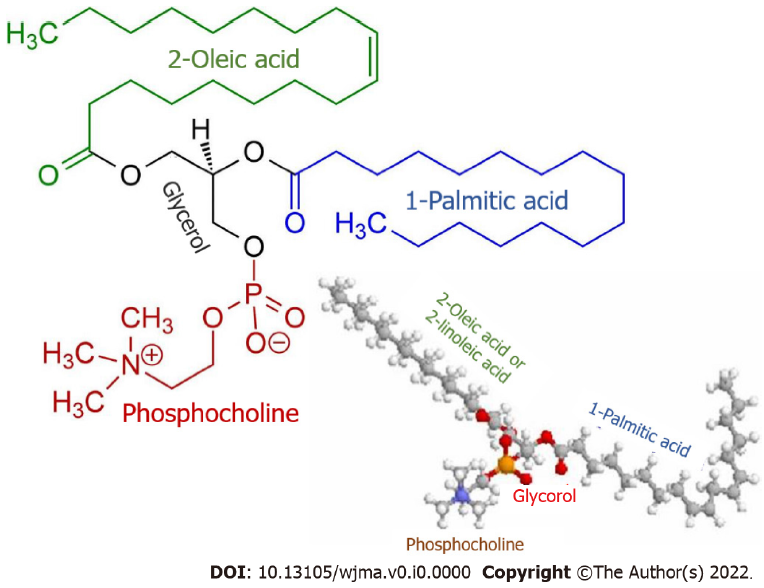 H₃C
2-Oleic acid
H
O
O
O
Glycerol
1-Palmitic acid
O
H₃C
O
P
O
O
O⊖
CH₃
H₃C
N⊕
H₃C
Phosphocholine
2-Oleic acid or
2-linoleic acid
1-Palmitic acid
Glycorol
Phosphocholine
DOI: 10.13105/wjma.v0.i0.0000 Copyright ©The Author(s) 2022.